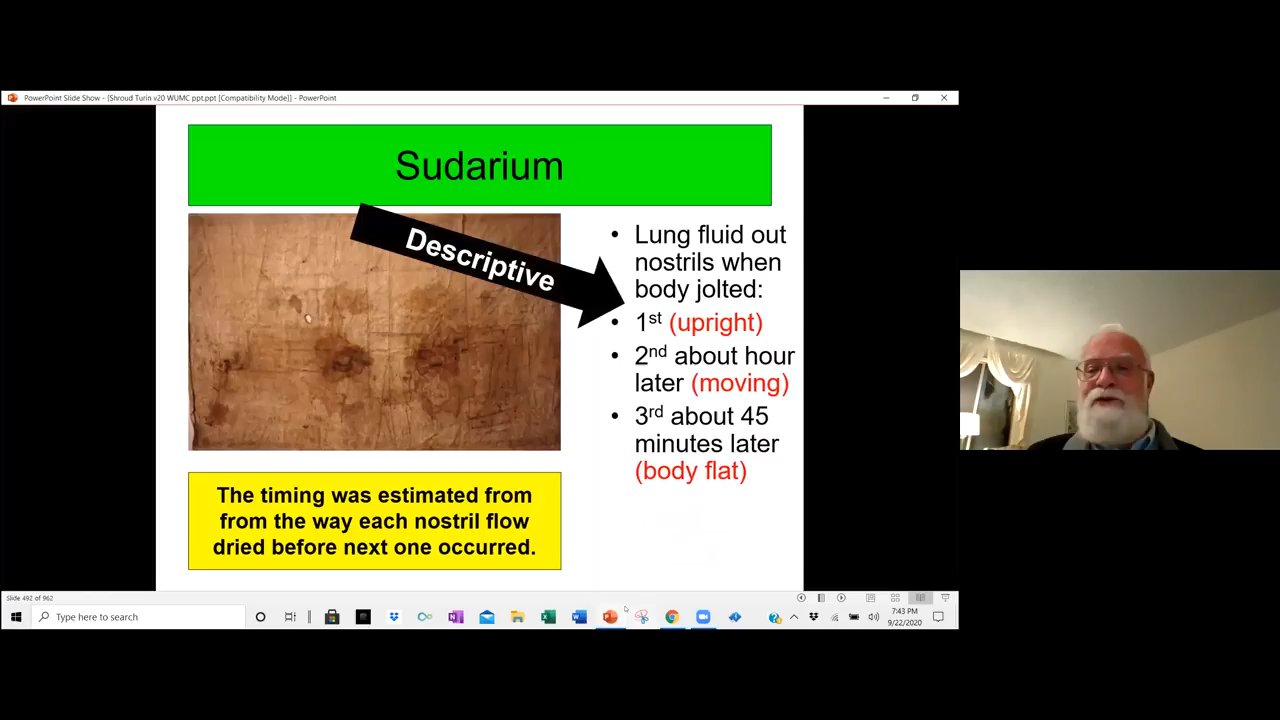 PowerPoint Slide Show - [Shroud Turin v20 WUMC ppt.ppt [Compatibility Mode]] - PowerPoint
Sudarium
Descriptive
• Lung fluid out
nostrils when
body jolted:
• 1st (upright)
• 2nd about hour
later (moving)
• 3rd about 45
minutes later
(body flat)
The timing was estimated from
from the way each nostril flow
dried before next one occurred.
Slide 492 of 962
Type here to search
7:43 PM
9/22/2020